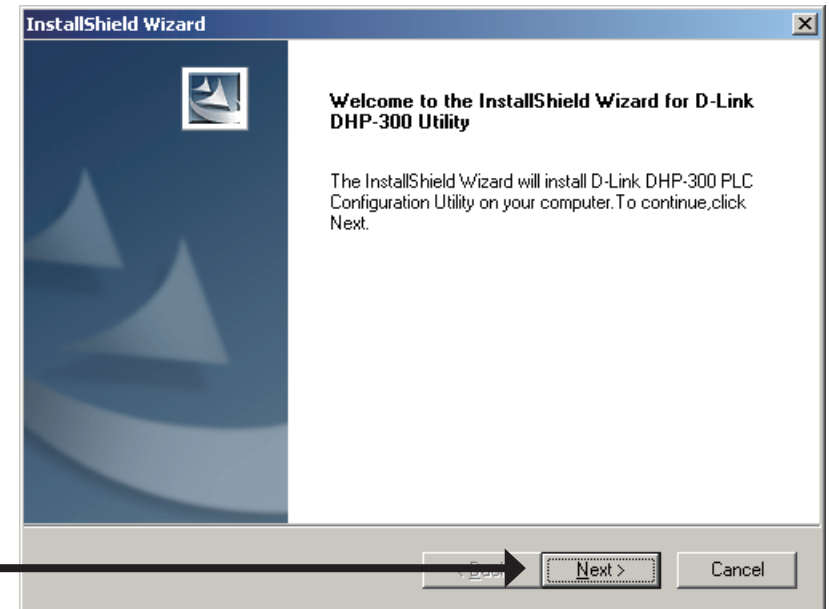 InstallShield Wizard
Welcome to the InstallShield Wizard for D-Link
DHP-300 Utility
The InstallShield Wizard will install D-Link DHP-300 PLC
Configuration Utility on your computer.To continue,click
Next.
Next >
Cancel